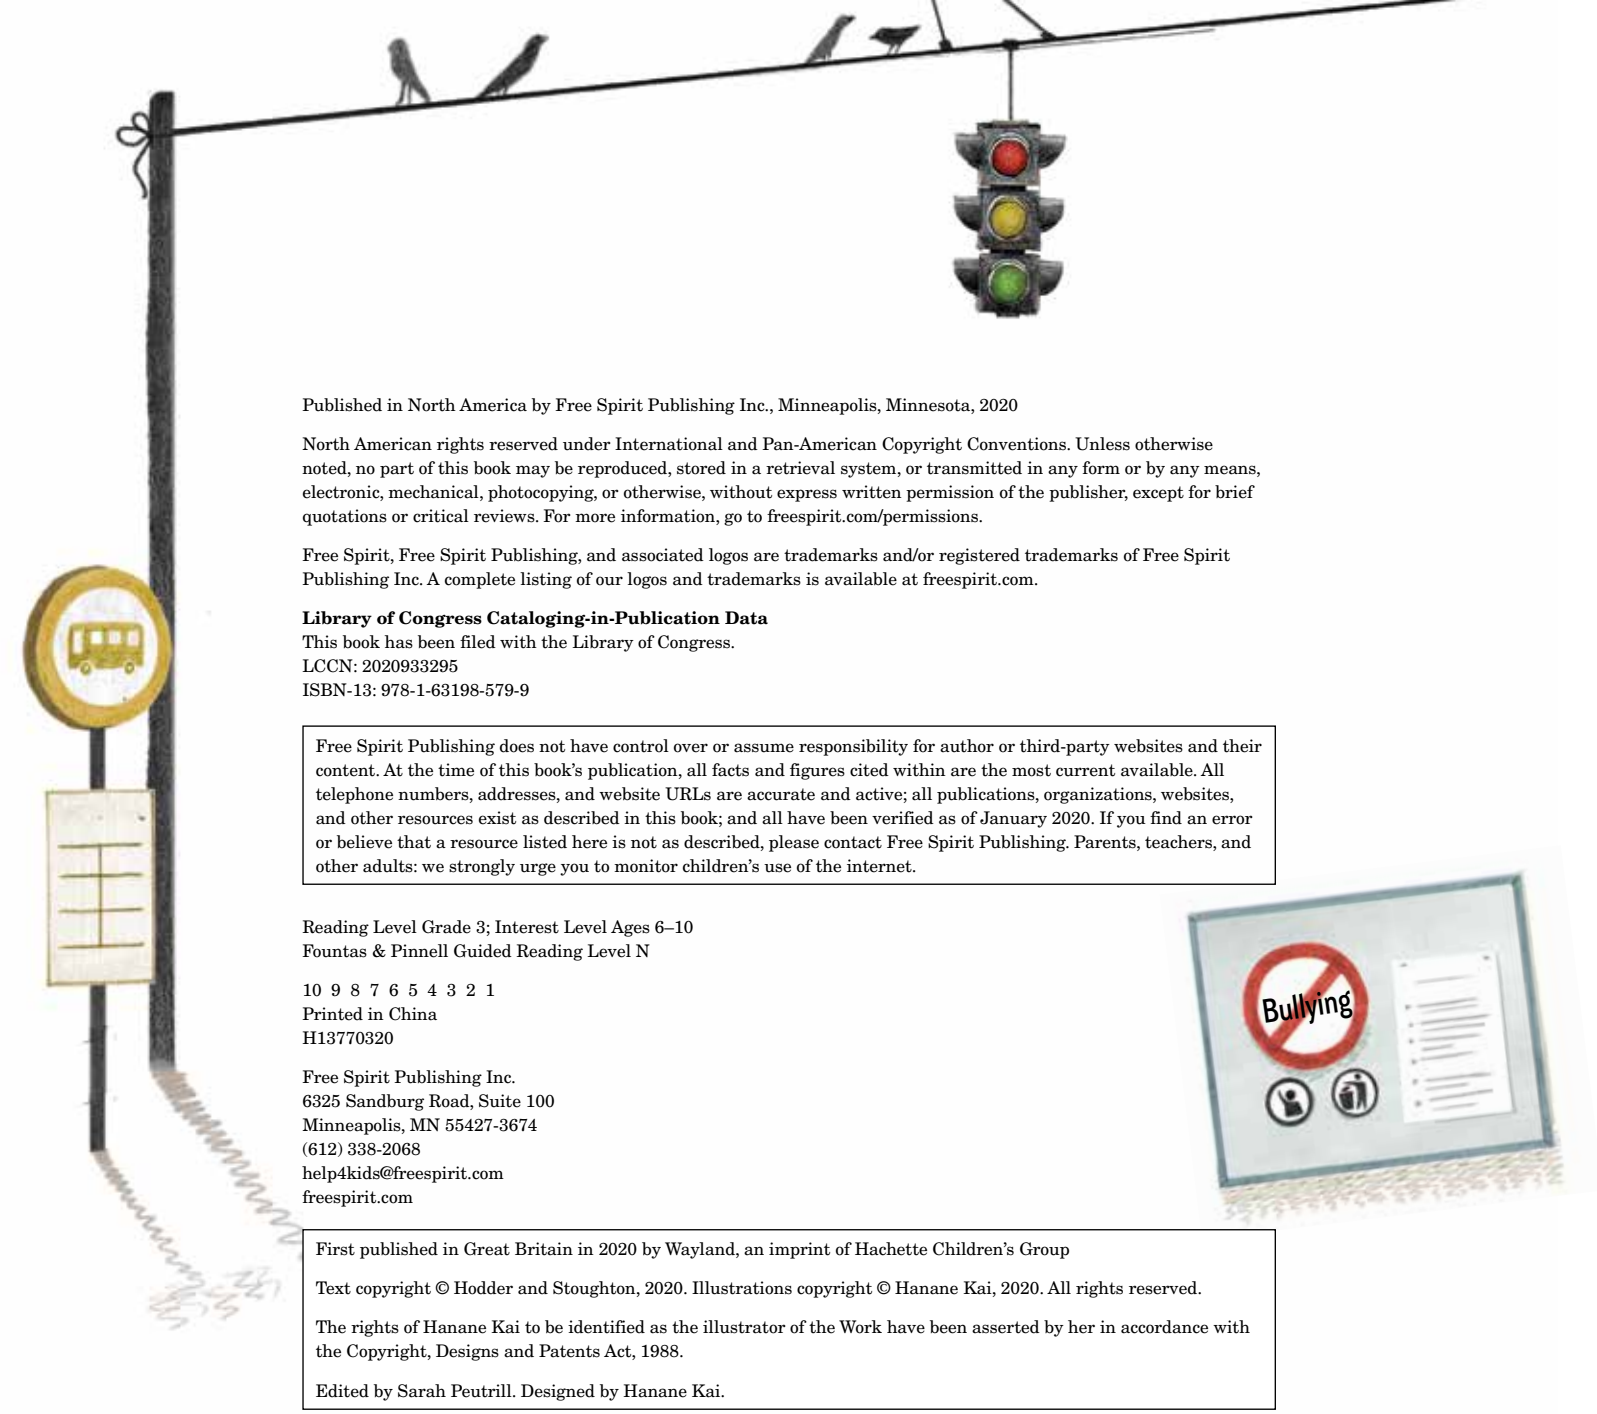 Published in North America by Free Spirit Publishing Inc., Minneapolis, Minnesota, 2020
North American rights reserved under International and Pan-American Copyright Conventions. Unless otherwise
noted, no part of this book may be reproduced, stored in a retrieval system, or transmitted in any form or by any means,
electronic, mechanical, photocopying, or otherwise, without express written permission of the publisher, except for brief
quotations or critical reviews. For more information, go to freespirit.com/permissions.
Free Spirit, Free Spirit Publishing, and associated logos are trademarks and/or registered trademarks of Free Spirit
Publishing Inc. A complete listing of our logos and trademarks is available at freespirit.com.
Library of Congress Cataloging-in-Publication Data
This book has been filed with the Library of Congress.
LCCN: 2020933295
ISBN-13: 978-1-63198-579-9
Free Spirit Publishing does not have control over or assume responsibility for author or third-party websites and their
content. At the time of this book’s publication, all facts and figures cited within are the most current available. All
telephone numbers, addresses, and website URLs are accurate and active; all publications, organizations, websites,
and other resources exist as described in this book; and all have been verified as of January 2020. If you find an error
or believe that a resource listed here is not as described, please contact Free Spirit Publishing. Parents, teachers, and
other adults: we strongly urge you to monitor children’s use of the internet.
Reading Level Grade 3; Interest Level Ages 6–10
Fountas & Pinnell Guided Reading Level N
10 9 8 7 6 5 4 3 2 1
Printed in China
H13770320
Free Spirit Publishing Inc.
6325 Sandburg Road, Suite 100
Minneapolis, MN 55427-3674
(612) 338-2068
help4kids@freespirit.com
freespirit.com
Bullying
First published in Great Britain in 2020 by Wayland, an imprint of Hachette Children’s Group
Text copyright © Hodder and Stoughton, 2020. Illustrations copyright © Hanane Kai, 2020. All rights reserved.
The rights of Hanane Kai to be identified as the illustrator of the Work have been asserted by her in accordance with
the Copyright, Designs and Patents Act, 1988.
Edited by Sarah Peutrill. Designed by Hanane Kai.